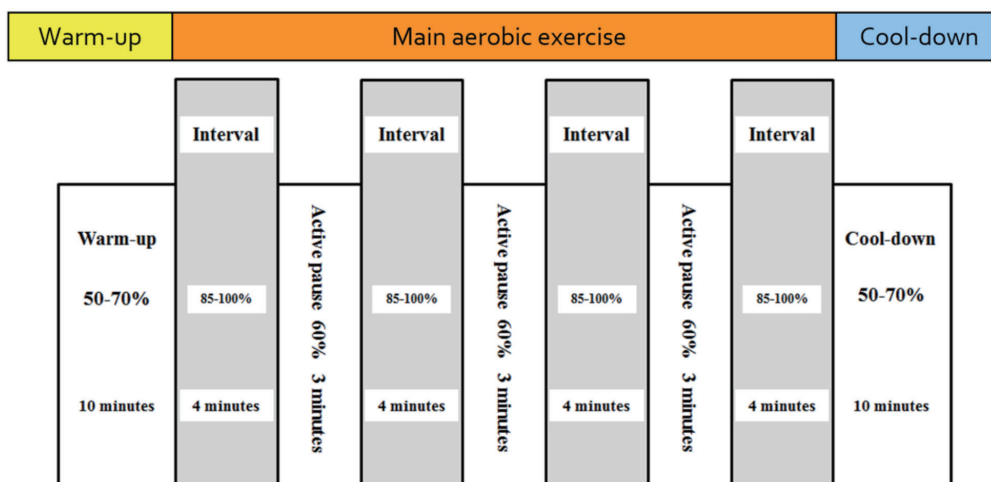 Warm-up
Main aerobic exercise
Cool-down
Interval
Interval
Interval
Interval
Warm-up
50-70%
10 minutes
85-100%
4 minutes
Active pause 60% 3 minutes
85-100%
4 minutes
Active pause 60% 3 minutes
85-100%
4 minutes
Active pause 60% 3 minutes
85-100%
4 minutes
Cool-down
50-70%
10 minutes